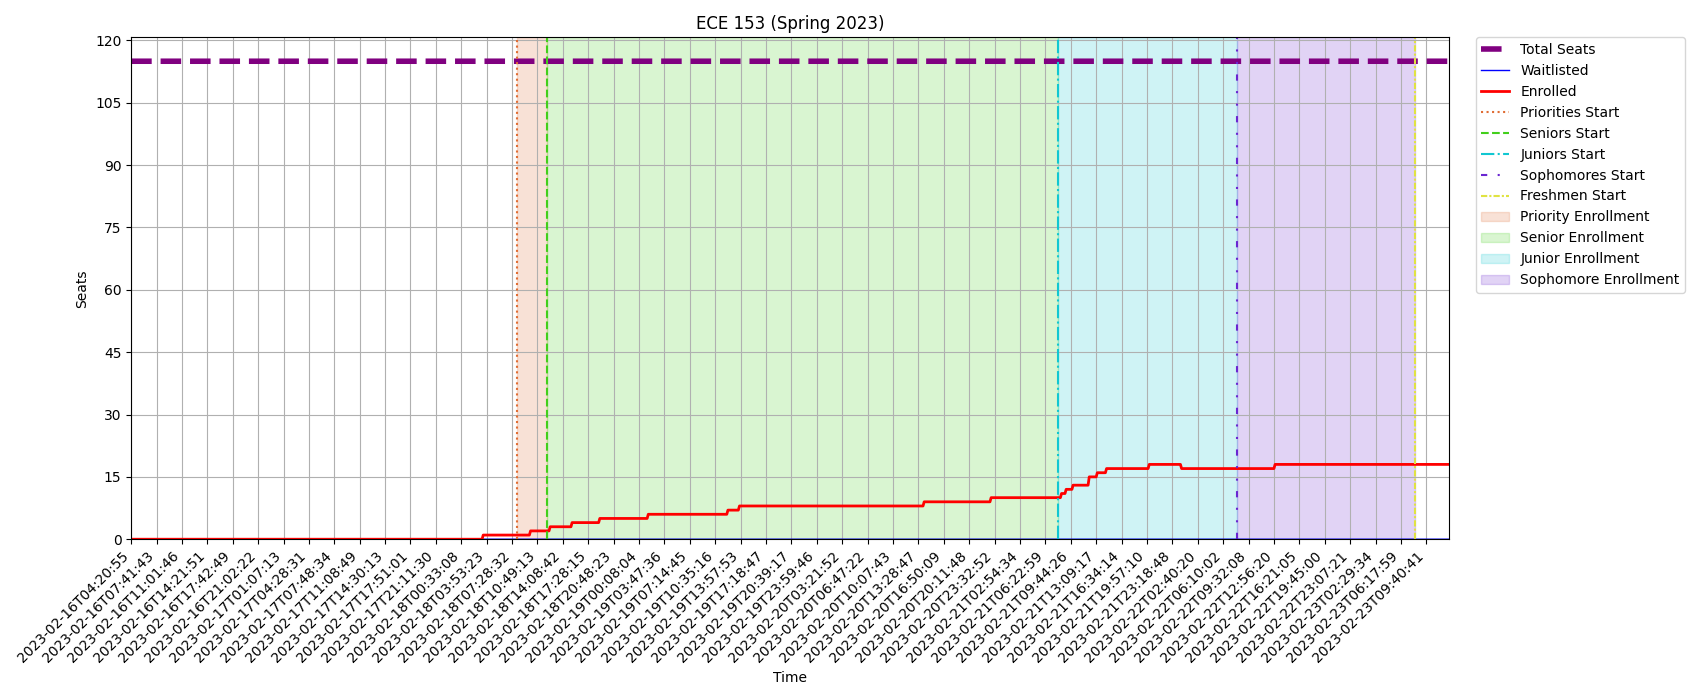 ECE 153 (Spring 2023)
120
105
90
75
60
45
30
15
0
Seats
2023-02-16T04:20:55
2023-02-16T07:41:43
2023-02-16T11:01:46
2023-02-16T14:21:51
2023-02-16T17:42:49
2023-02-16T21:02:22
2023-02-17T01:07:13
2023-02-17T04:28:31
2023-02-17T07:48:34
2023-02-17T11:08:49
2023-02-17T14:30:13
2023-02-17T17:51:01
2023-02-17T21:11:30
2023-02-18T00:33:08
2023-02-18T03:53:23
2023-02-18T07:28:32
2023-02-18T10:49:13
2023-02-18T14:08:42
2023-02-18T17:28:15
2023-02-18T20:48:23
2023-02-19T00:08:04
2023-02-19T03:47:36
2023-02-19T07:14:45
2023-02-19T10:35:16
2023-02-19T13:57:53
2023-02-19T17:18:47
2023-02-19T20:39:17
2023-02-19T23:59:46
2023-02-20T03:21:52
2023-02-20T06:47:22
2023-02-20T10:07:43
2023-02-20T13:28:47
2023-02-20T16:50:09
2023-02-20T20:11:48
2023-02-20T23:32:52
2023-02-21T02:54:34
2023-02-21T06:22:59
2023-02-21T09:44:26
2023-02-21T13:09:17
2023-02-21T16:34:14
2023-02-21T19:57:10
2023-02-21T23:18:48
2023-02-22T02:40:20
2023-02-22T06:10:02
2023-02-22T09:32:08
2023-02-22T12:56:20
2023-02-22T16:21:05
2023-02-22T19:45:00
2023-02-22T23:07:21
2023-02-23T02:29:34
2023-02-23T06:17:59
2023-02-23T09:40:41
Time
Total Seats
Waitlisted
Enrolled
Priorities Start
Seniors Start
Juniors Start
Sophomores Start
Freshmen Start
Priority Enrollment
Senior Enrollment
Junior Enrollment
Sophomore Enrollment